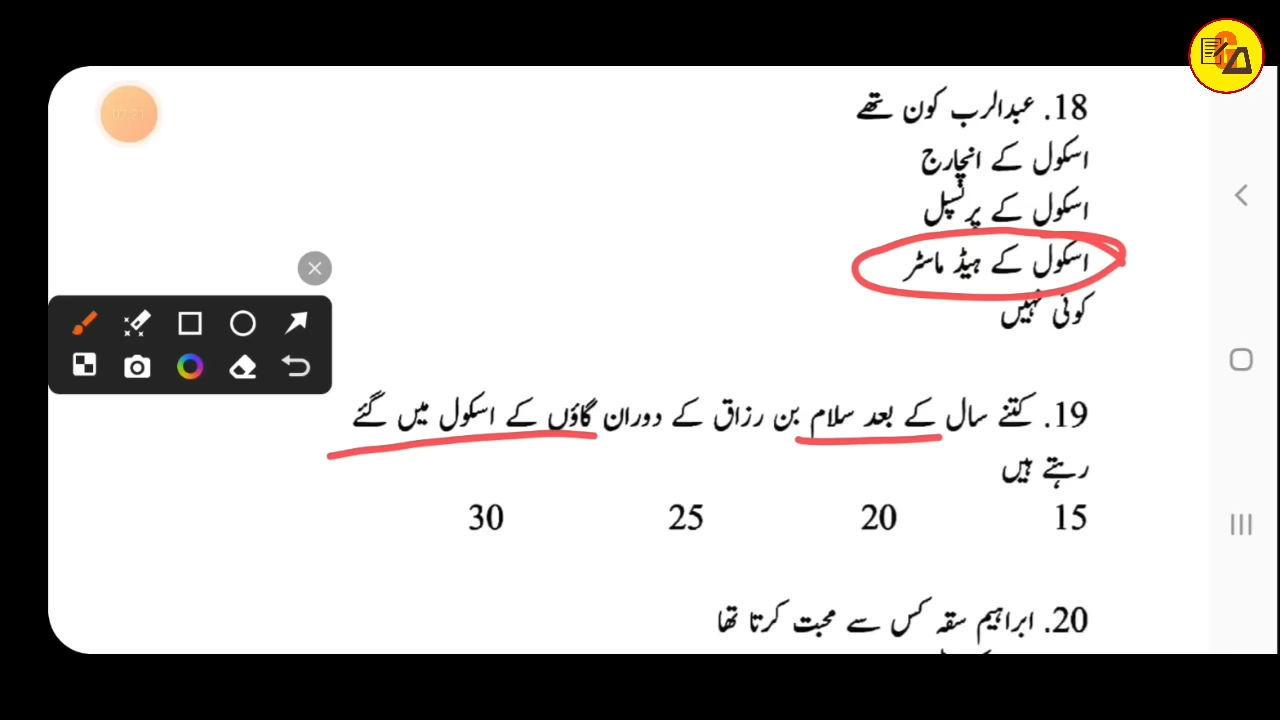 07:21
18. عبدالرب کون تھے
اسکول کے انچارج
اسکول کے پرنسپل
اسکول کے ہیڈ ماسٹر
کوئی نہیں
19. کتنے سال کے بعد سلام بن رزاق کے دوران گاؤں کے اسکول میں گئے
رہتے ہیں
15 20 25 30
20. ابراہیم سقہ کس سے محبت کرتا تھا